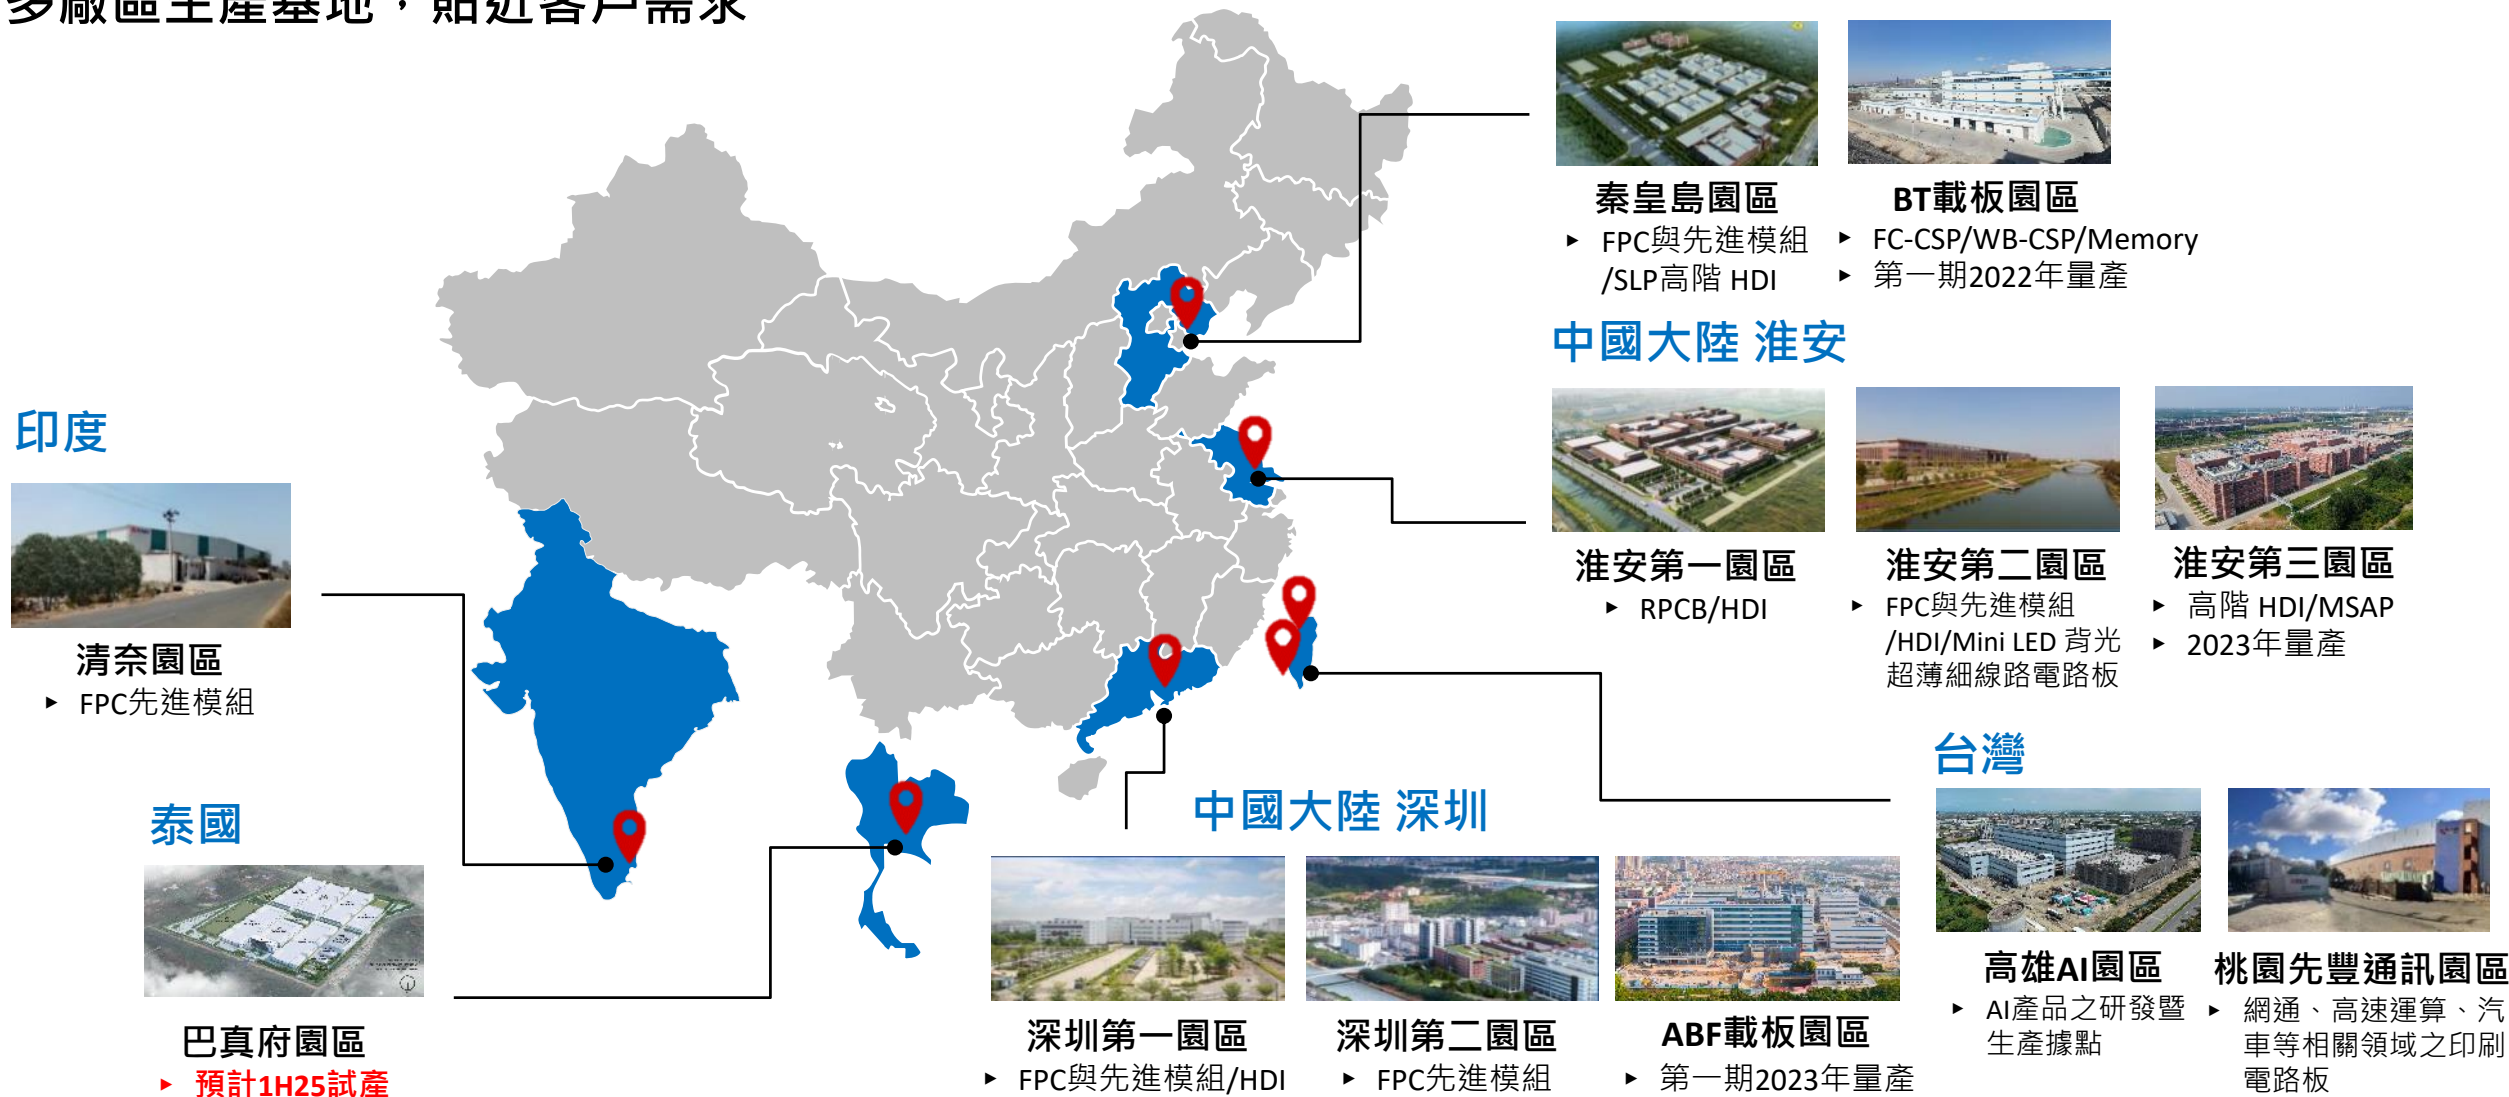 多廠區生產基地，貼近客戶需求
秦皇島園區
▸ FPC與先進模組
/SLP高階 HDI
BT載板園區
▸ FC-CSP/WB-CSP/Memory
▸ 第一期2022年量產
中國大陸 淮安
淮安第一園區
▸ RPCB/HDI
淮安第二園區
▸ FPC與先進模組
/HDI/Mini LED 背光
超薄細線路電路板
淮安第三園區
▸ 高階 HDI/MSAP
▸ 2023年量產
印度
清奈園區
▸ FPC先進模組
泰國
巴真府園區
▸ 預計1H25試產
中國大陸 深圳
深圳第一園區
▸ FPC與先進模組/HDI
深圳第二園區
▸ FPC先進模組
ABF載板園區
▸ 第一期2023年量產
台灣
高雄AI園區
▸ AI產品之研發暨
生產據點
桃園先豐通訊園區
▸ 網通、高速運算、汽
車等相關領域之印刷
電路板